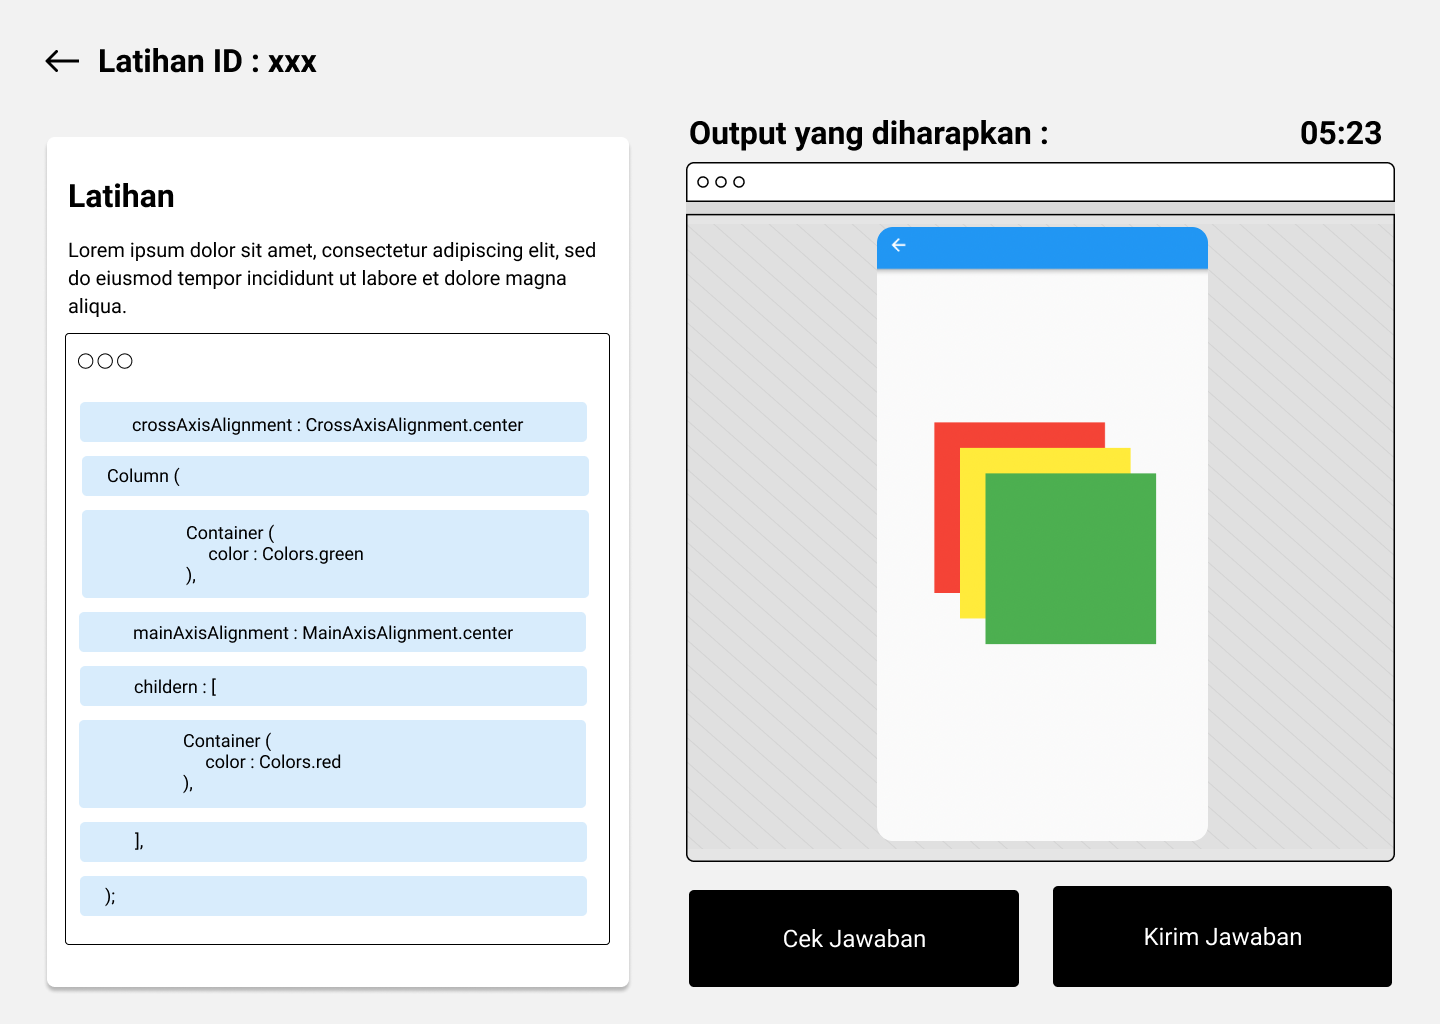 Latihan ID : xxx
Latihan
Lorem ipsum dolor sit amet, consectetur adipiscing elit, sed
do eiusmod tempor incididunt ut labore et dolore magna
aliqua.
crossAxisAlignment : CrossAxisAlignment.center
Column (
Container (
color : Colors.green
),
mainAxisAlignment : MainAxisAlignment.center
childern : [
Container (
color : Colors.red
),
],
);
Output yang diharapkan :
05:23
Cek Jawaban
Kirim Jawaban